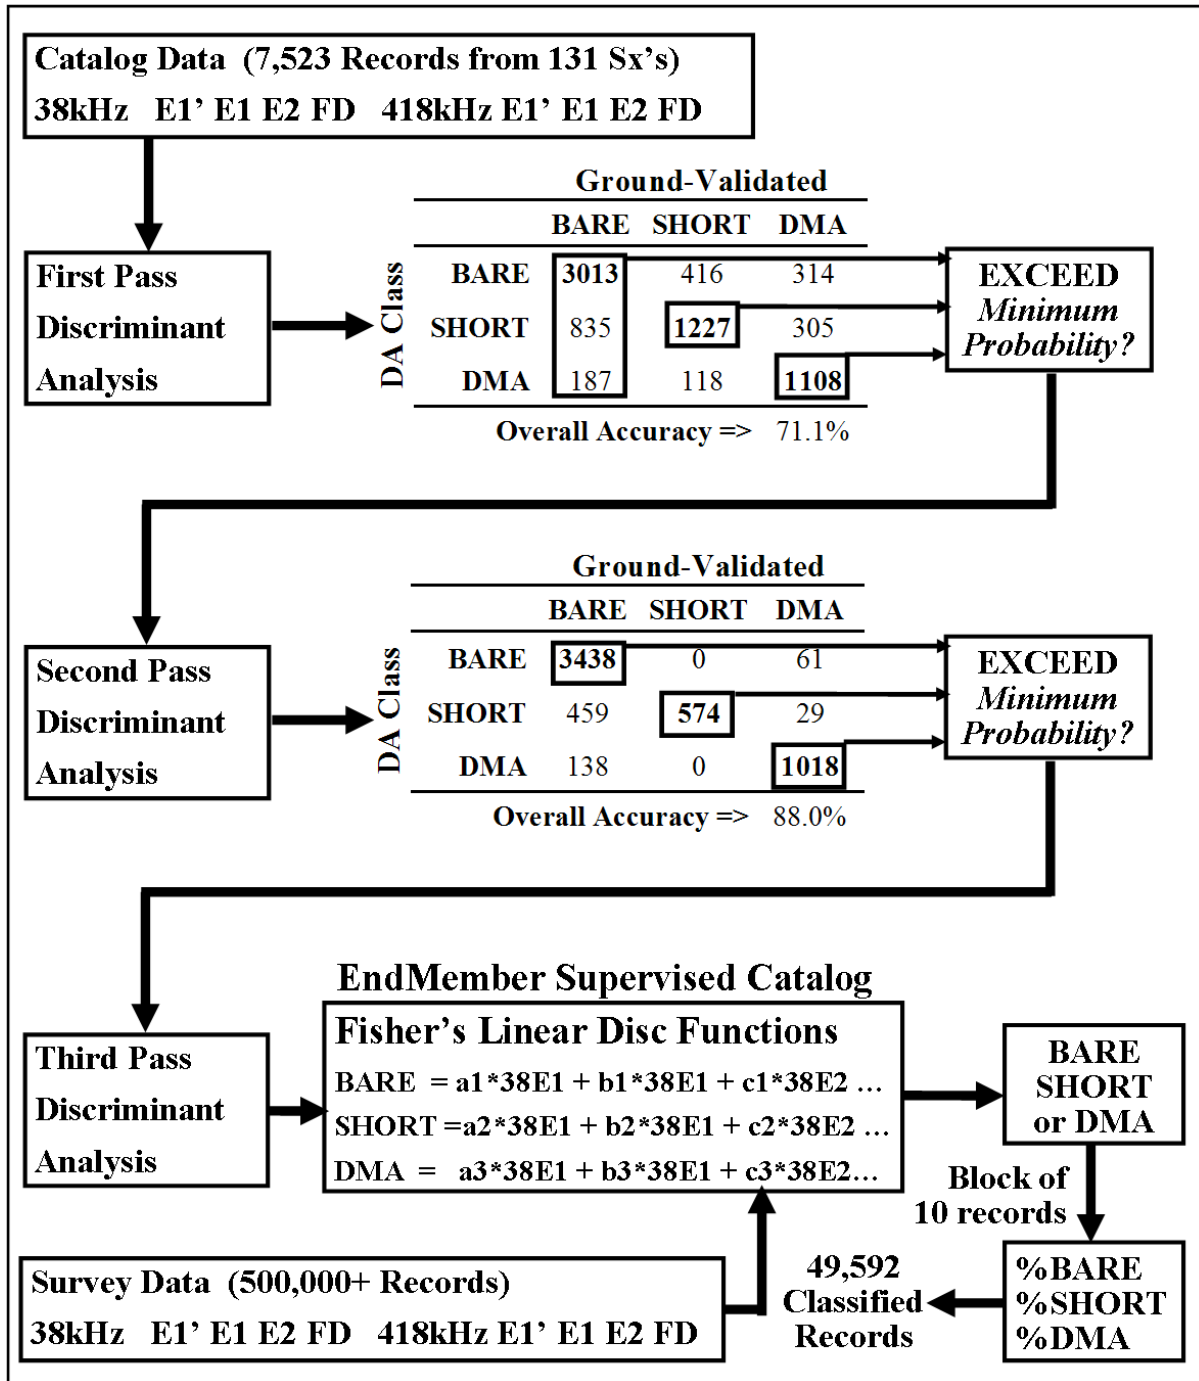 Catalog Data (7,523 Records from 131 Sx's)
38kHz E1’ E1 E2 FD 418kHz E1’ E1 E2 FD
First Pass
Discriminant
Analysis
Ground-Validated
BARE SHORT DMA
DA Class
BARE 3013 416 314
SHORT 835 1227 305
DMA 187 118 1108
Overall Accuracy => 71.1%
EXCEED
Minimum
Probability?
Second Pass
Discriminant
Analysis
Ground-Validated
BARE SHORT DMA
DA Class
BARE 3438 0 61
SHORT 459 574 29
DMA 138 0 1018
Overall Accuracy => 88.0%
EXCEED
Minimum
Probability?
Third Pass
Discriminant
Analysis
EndMember Supervised Catalog
Fisher's Linear Disc Functions
BARE = a1*38E1 + b1*38E1 + c1*38E2 ...
SHORT =a2*38E1 + b2*38E1 + c2*38E2 ...
DMA = a3*38E1 + b3*38E1 + c3*38E2...
BARE
SHORT
or DMA
Block of
10 records
%BARE
%SHORT
%DMA
49,592
Classified
Records
Survey Data (500,000+ Records)
38kHz E1’ E1 E2 FD 418kHz E1’ E1 E2 FD